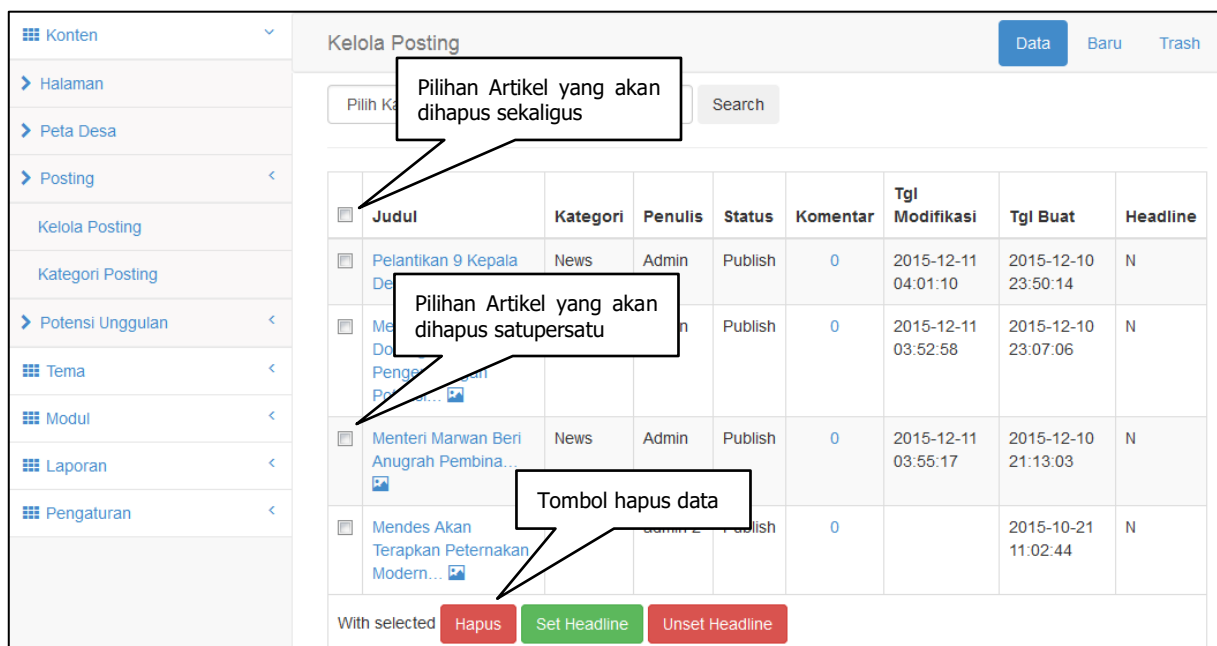 Konten
Halaman
Peta Desa
Posting
Kelola Posting
Kategori Posting
Potensi Unggulan
Tema
Modul
Laporan
Pengaturan
Kelola Posting
Data Baru Trash
Pilihan Artikel yang akan
dihapus sekaligus
Pilih
Search
Judul Kategori Penulis Status Komentar Tgl Modifikasi Tgl Buat Headline
Pelantikan 9 Kepala News Admin Publish 0 2015-12-11 2015-12-10 N
04:01:10 23:50:14
Pilihan Artikel yang akan
dihapus satupersatu
Publish 0 2015-12-11 2015-12-10 N
03:52:58 23:07:06
Menteri Marwan Beri News Admin Publish 0 2015-12-11 2015-12-10 N
Anugrah Pembina... 03:55:17 21:13:03
Tombol hapus data
Mendes Akan admin 2 Publish 0 2015-10-21 N
Terapkan Peternakan 11:02:44
Modern...
With selected Hapus Set Headline Unset Headline